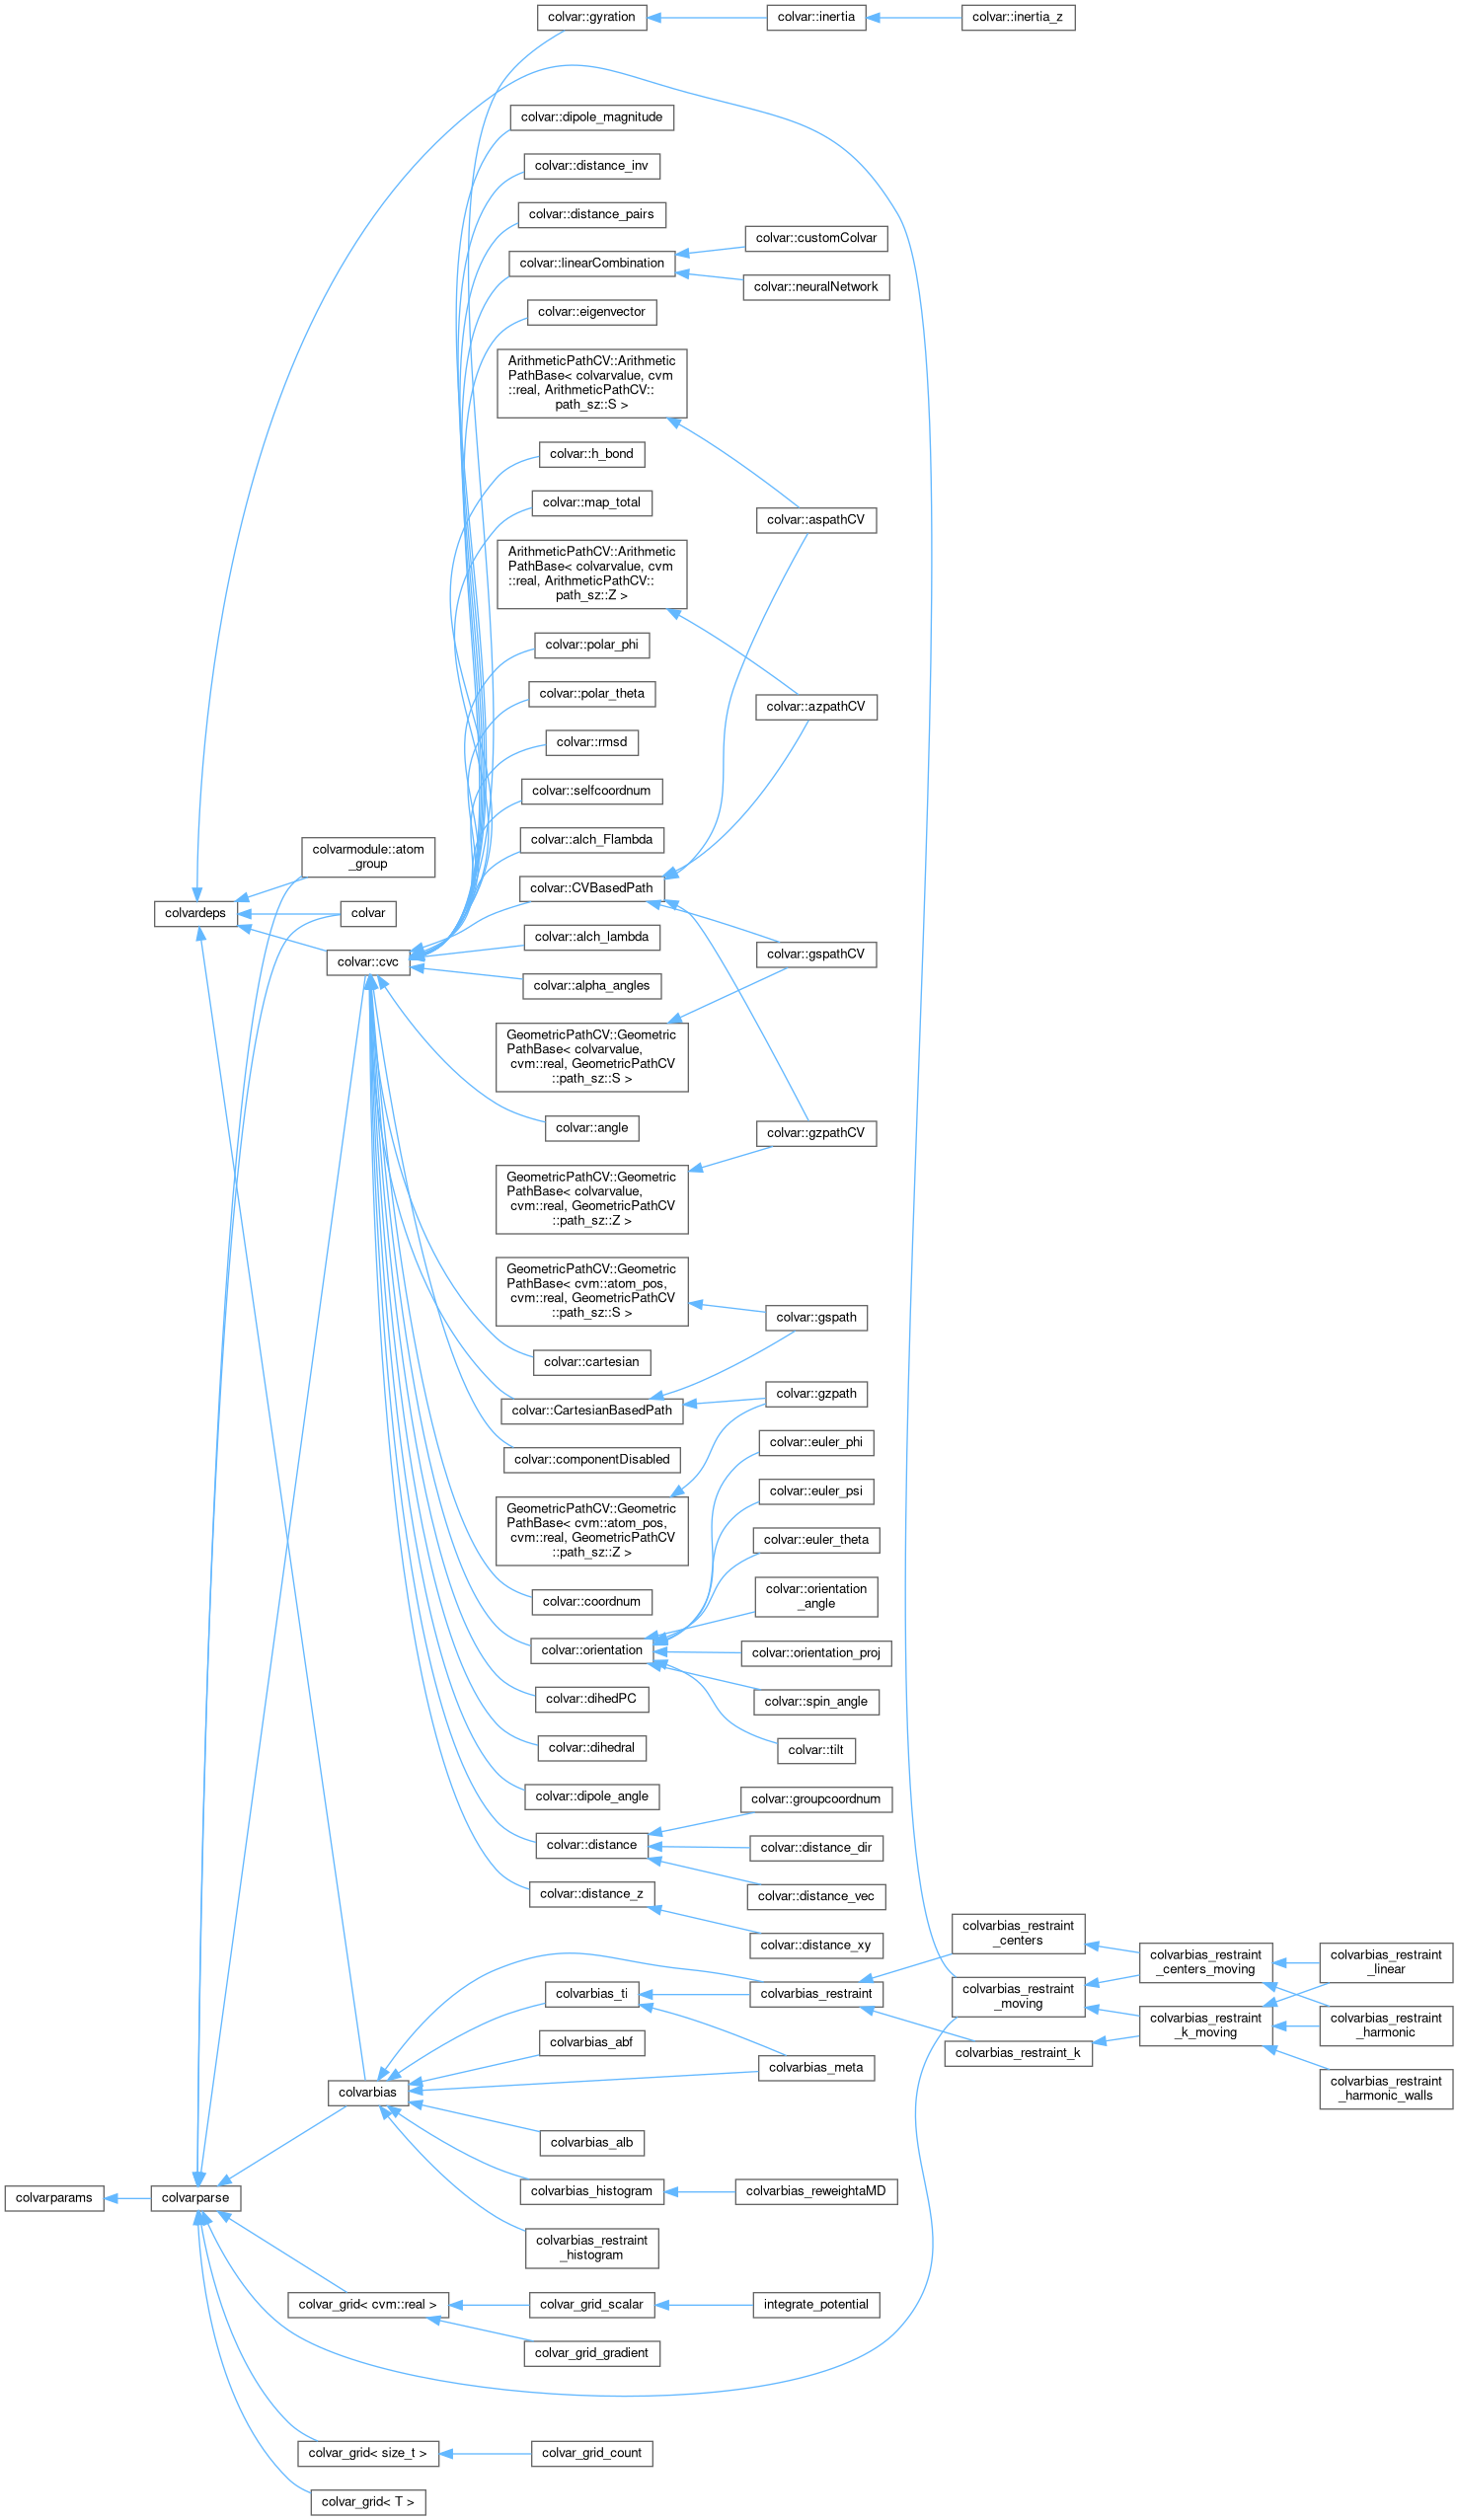 colvar::gyration
colvar::inertia
colvar::inertia_z
colvar::dipole_magnitude
colvar::distance_inv
colvar::distance_pairs
colvar::customColvar
colvar::linearCombination
colvar::neuralNetwork
colvar::eigenvector
ArithmeticPathCV::Arithmetic
PathBase< colvarvalue, cvm
::real, ArithmeticPathCV::
path_sz::S >
colvar::h_bond
colvar::map_total
colvar::aspathCV
ArithmeticPathCV::Arithmetic
PathBase< colvarvalue, cvm
::real, ArithmeticPathCV::
path_sz::Z >
colvar::polar_phi
colvar::polar_theta
colvar::azpathCV
colvar::rmsd
colvar::selfcoordnum
colvar::alch_Flambda
colvarmodule::atom
_group
colvar::CVBasedPath
colvardeps
colvar
colvar::alch_lambda
colvar::gspathCV
colvar::cvc
colvar::alpha_angles
GeometricPathCV::Geometric
PathBase< colvarvalue,
cvm::real, GeometricPathCV
::path_sz::S >
colvar::angle
colvar::gzpathCV
GeometricPathCV::Geometric
PathBase< colvarvalue,
cvm::real, GeometricPathCV
::path_sz::Z >
GeometricPathCV::Geometric
PathBase< cvm::atom_pos,
cvm::real, GeometricPathCV
::path_sz::S >
colvar::gspath
colvar::cartesian
colvar::gzpath
colvar::CartesianBasedPath
colvar::euler_phi
colvar::componentDisabled
colvar::euler_psi
GeometricPathCV::Geometric
PathBase< cvm::atom_pos,
cvm::real, GeometricPathCV
::path_sz::Z >
colvar::euler_theta
colvar::orientation
_angle
colvar::coordnum
colvar::orientation
colvar::orientation_proj
colvar::dihedPC
colvar::spin_angle
colvar::dihedral
colvar::tilt
colvar::dipole_angle
colvar::groupcoordnum
colvar::distance
colvar::distance_dir
colvar::distance_z
colvar::distance_vec
colvar::distance_xy
colvarbias_restraint
_centers
colvarbias_restraint
_centers_moving
colvarbias_restraint
_linear
colvarbias_ti
colvarbias_restraint
colvarbias_restraint
_moving
colvarbias_restraint
_k_moving
colvarbias_restraint
_harmonic
colvarbias_abf
colvarbias_restraint_k
colvarbias_meta
colvarbias_restraint
_harmonic_walls
colvarbias
colvarbias_alb
colvarparams
colvarparse
colvarbias_histogram
colvarbias_reweightaMD
colvarbias_restraint
_histogram
colvar_grid< cvm::real >
colvar_grid_scalar
integrate_potential
colvar_grid_gradient
colvar_grid< size_t >
colvar_grid_count
colvar_grid< T >